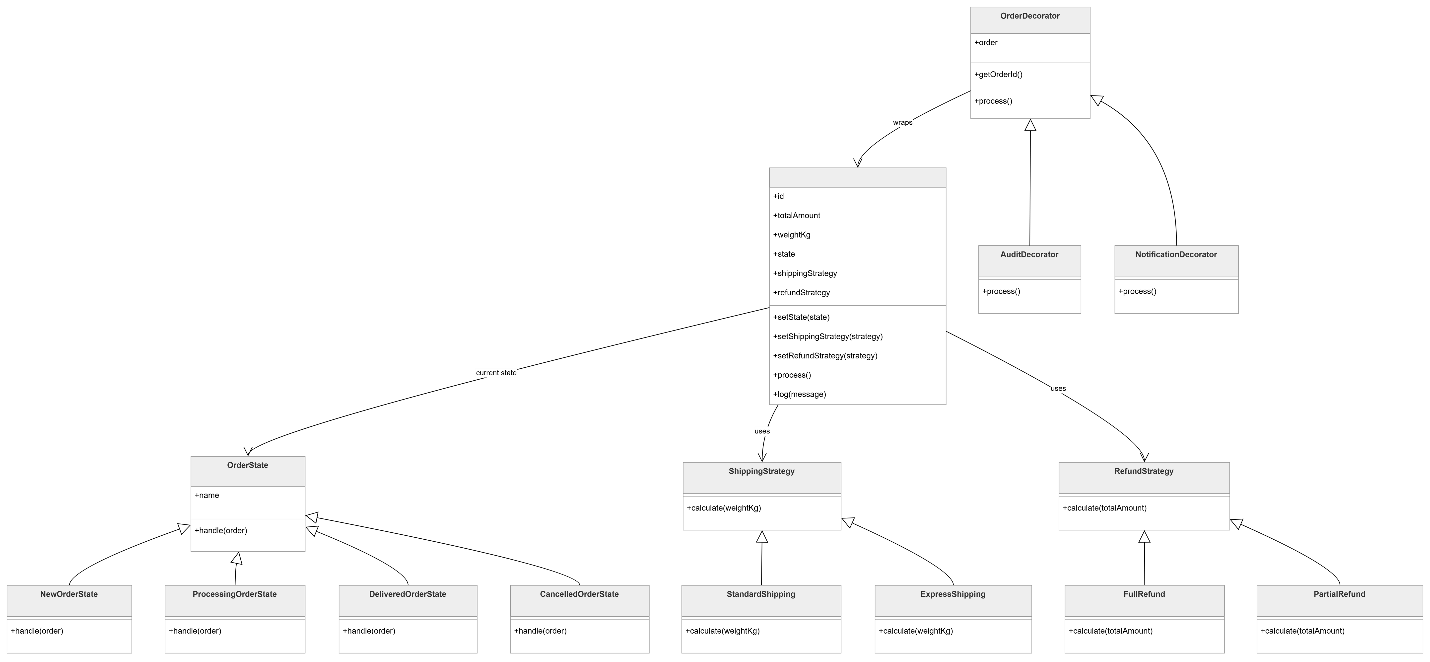 OrderDecorator
+order
+getOrderId()
+process()
wraps
+id
+totalAmount
+weightKg
+state
+shippingStrategy
+refundStrategy
+setState(state)
+setShippingStrategy(strategy)
+setRefundStrategy(strategy)
+process()
+log(message)
AuditDecorator
+process()
NotificationDecorator
+process()
current state
uses
uses
OrderState
+name
+handle(order)
ShippingStrategy
+calculate(weightKg)
RefundStrategy
+calculate(totalAmount)
NewOrderState
+handle(order)
ProcessingOrderState
+handle(order)
DeliveredOrderState
+handle(order)
CancelledOrderState
+handle(order)
StandardShipping
+calculate(weightKg)
ExpressShipping
+calculate(weightKg)
FullRefund
+calculate(totalAmount)
PartialRefund
+calculate(totalAmount)